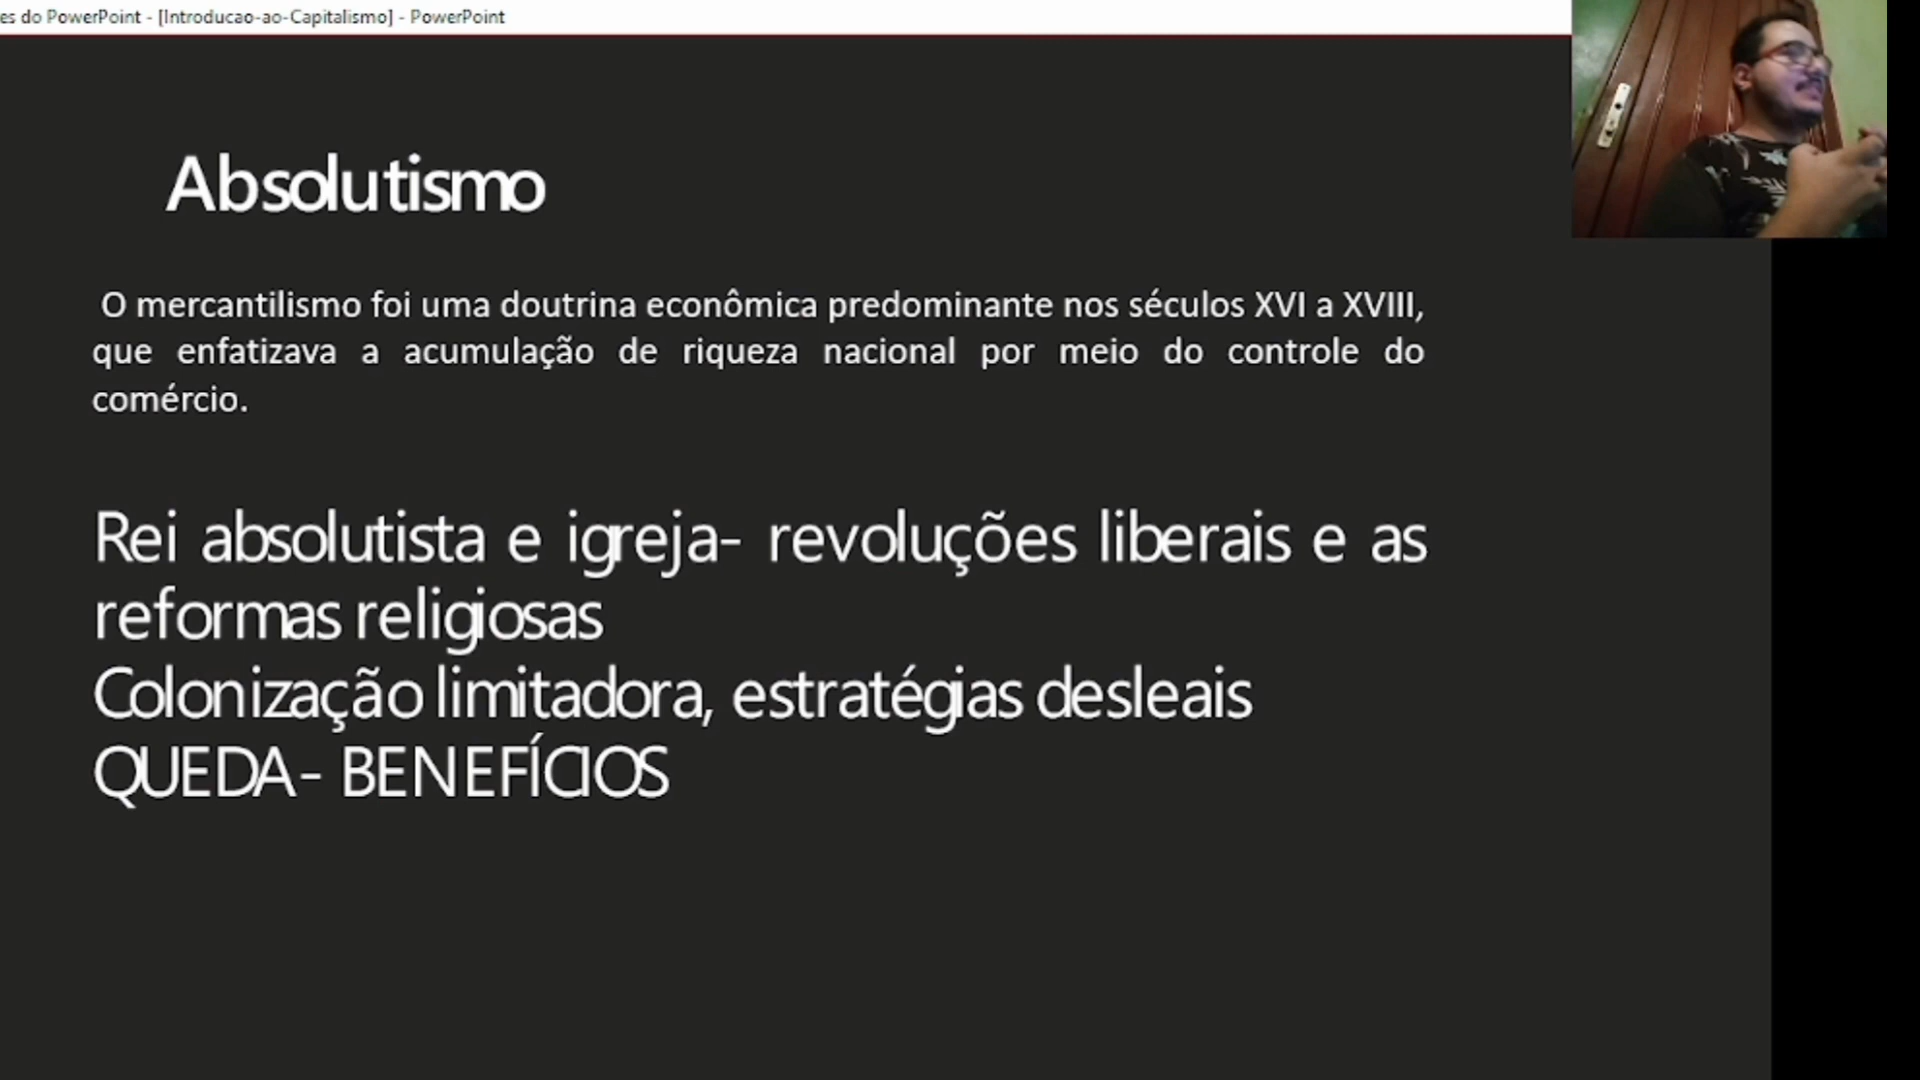 es do PowerPoint - [Introducao-ao-Capitalismo] - PowerPoint
Absolutismo
O mercantilismo foi uma doutrina econômica predominante nos séculos XVI a XVIII,
que enfatizava a acumulação de riqueza nacional por meio do controle do
comércio.
Rei absolutista e igreja- revoluções liberais e as
reformas religiosas
Colonização limitadora, estratégias desleais
QUEDA- BENEFÍCIOS